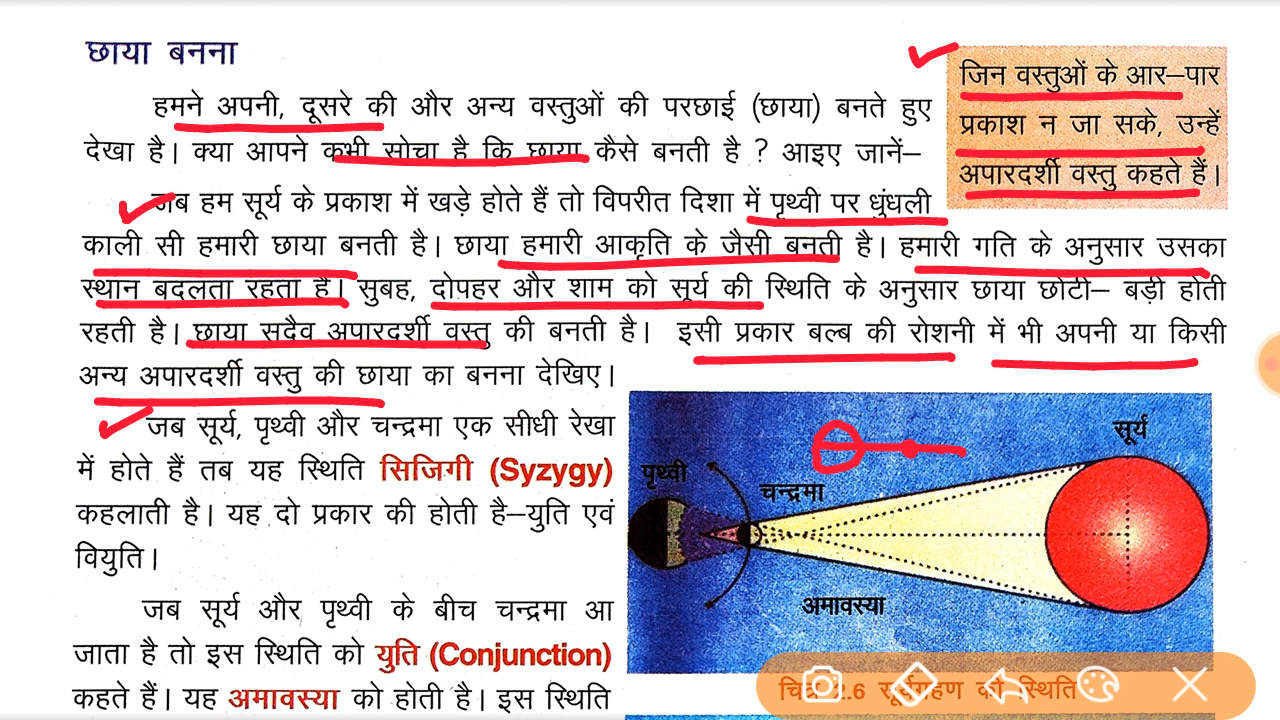 छाया बनना
जिन वस्तुओं के आर–पार
प्रकाश न जा सके, उन्हें
अपारदर्शी वस्तु कहते हैं।
हमने अपनी, दूसरे की और अन्य वस्तुओं की परछाई (छाया) बनते हुए
देखा है। क्या आपने कभी सोचा है कि छाया कैसे बनती है ? आइए जानें–
जब हम सूर्य के प्रकाश में खड़े होते हैं तो विपरीत दिशा में पृथ्वी पर धुंधली
काली सी हमारी छाया बनती है। छाया हमारी आकृति के जैसी बनती है। हमारी गति के अनुसार उसका
स्थान बदलता रहता है। सुबह, दोपहर और शाम को सूर्य की स्थिति के अनुसार छाया छोटी– बड़ी होती
रहती है। छाया सदैव अपारदर्शी वस्तु की बनती है। इसी प्रकार बल्ब की रोशनी में भी अपनी या किसी
अन्य अपारदर्शी वस्तु की छाया का बनना देखिए।
जब सूर्य, पृथ्वी और चन्द्रमा एक सीधी रेखा
में होते हैं तब यह स्थिति सिजिगी (Syzygy)
कहलाती है। यह दो प्रकार की होती है–युति एवं
वियुति।
जब सूर्य और पृथ्वी के बीच चन्द्रमा आ
जाता है तो इस स्थिति को युति (Conjunction)
कहते हैं। यह अमावस्या को होती है। इस स्थिति
सूर्य
पृथ्वी
चन्द्रमा
अमावस्या
2.6 सूर्यग्रहण की स्थिति